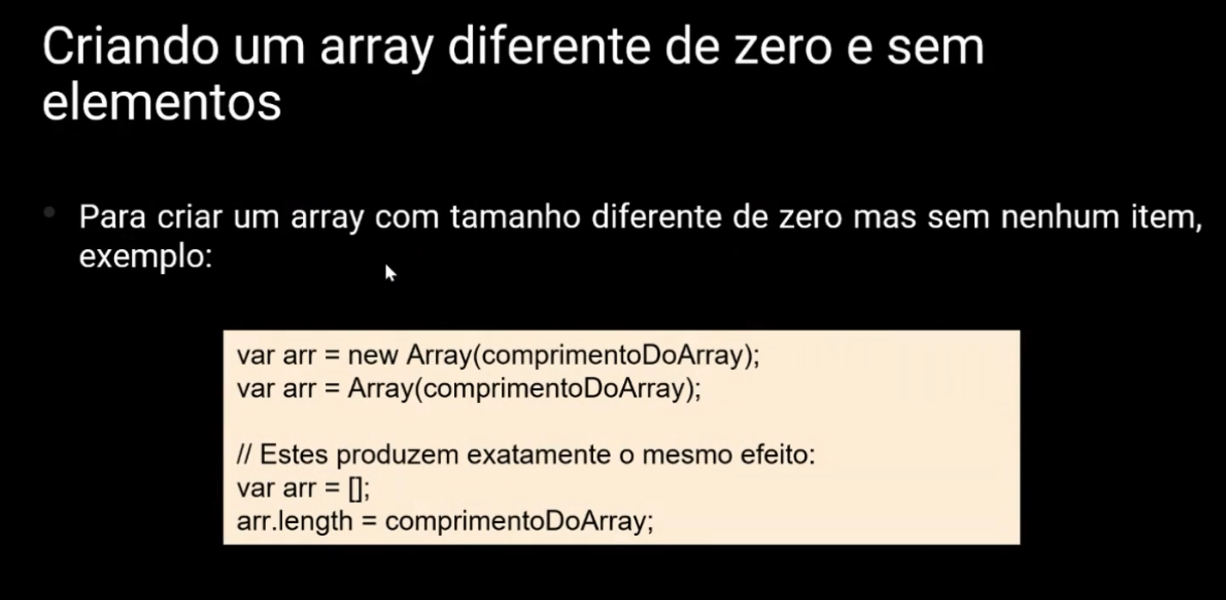 Criando um array diferente de zero e sem
elementos
Para criar um array com tamanho diferente de zero mas sem nenhum item,
exemplo:
var arr = new Array(comprimentoDoArray);
var arr = Array(comprimentoDoArray);
// Estes produzem exatamente o mesmo efeito:
var arr = [];
arr.length = comprimentoDoArray;